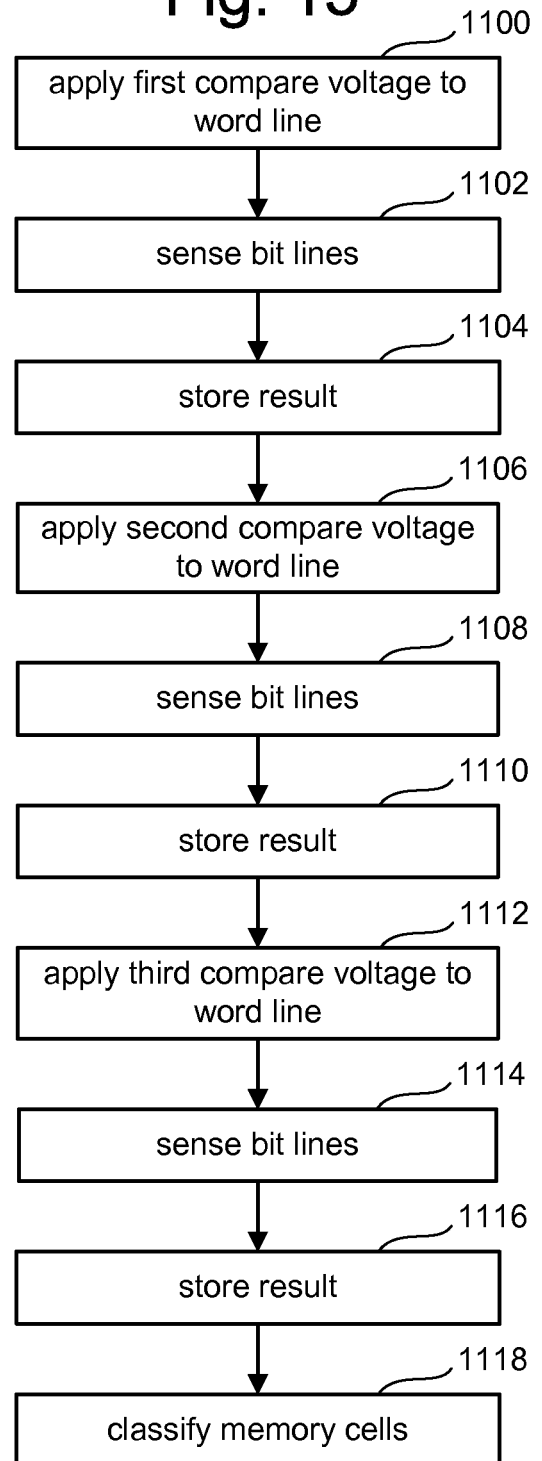 1100
apply first compare voltage to
word line
1102
sense bit lines
1104
store result
1106
apply second compare voltage
to word line
1108
sense bit lines
1110
store result
1112
apply third compare voltage to
word line
1114
sense bit lines
1116
store result
1118
classify memory cells